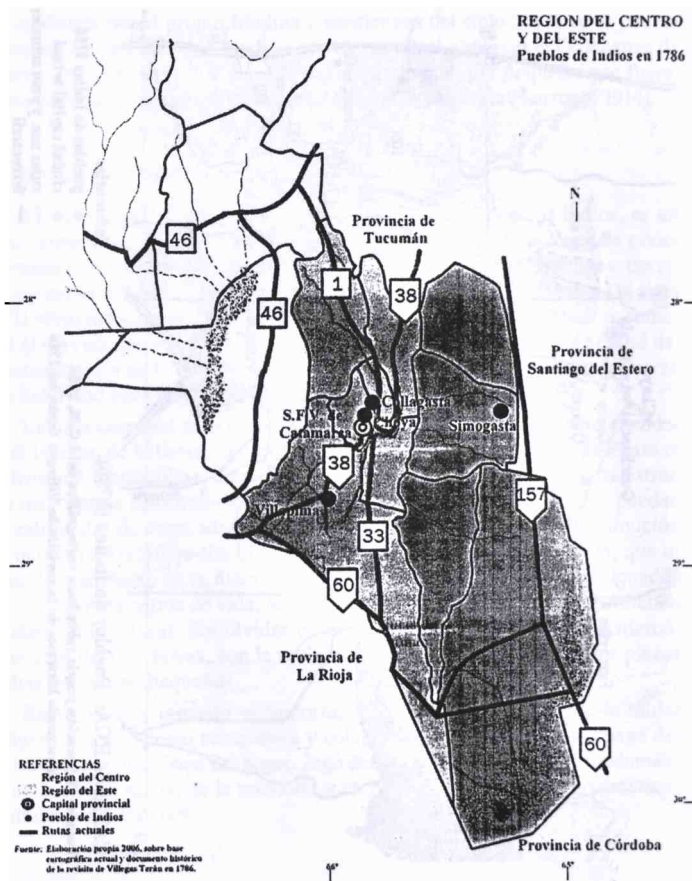 REGION DEL CENTRO
Y DEL ESTE
Pueblos de Indios en 1786
N
Provincia de
Tucumán
46
1
38
46
28°
28°
Provincia de
Santiago del Estero
Collagasta
Choya
S.F.V. de
Catamarca
Simogasta
38
157
Villapima
33
29°
29°
60
Provincia de
La Rioja
60
REFERENCIAS
Región del Centro
Región del Este
Capital provincial
Pueblo de Indios
Rutas actuales
30°
Provincia de Córdoba
Fuente: Elaboración propia 2006, sobre base
cartográfica actual y documento histórico
de la revisita de Villegas Terán en 1786.
66°
65°